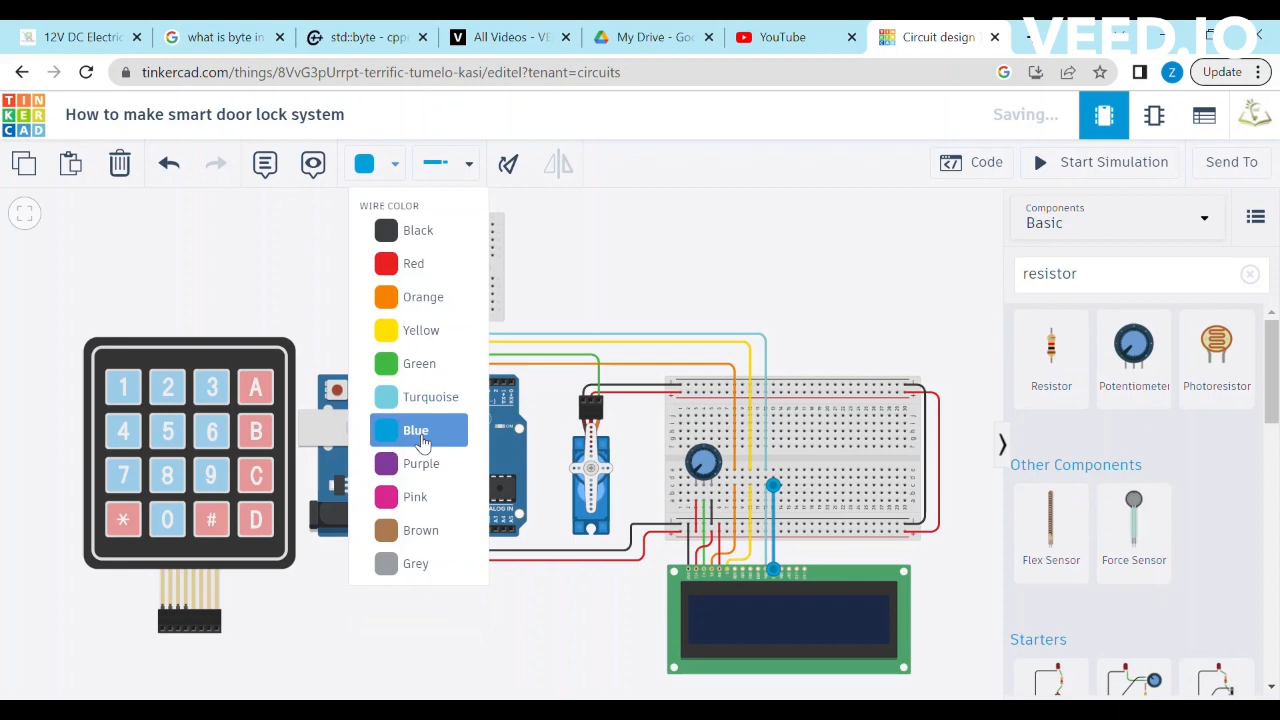 VEED.IO
12V DC Electric
what is byte in
std::byte - cppr
All Videos - VE
My Drive - Goo
YouTube
Circuit design
tinkercad.com/things/8VvG3pUrrpt-terrific-tumelo-kasi/editel?tenant=circuits
Z
Update
TINKERCAD
How to make smart door lock system
Saving...
Code
Start Simulation
Send To
WIRE COLOR
Black
Red
Orange
Yellow
Green
Turquoise
Blue
Purple
Pink
Brown
Grey
Components
Basic
resistor
Resistor
Potentiometer
Photoresistor
Other Components
Flex Sensor
Force Sensor
Starters
1 2 3 A
4 5 6 B
7 8 9 C
* 0 # D
ON